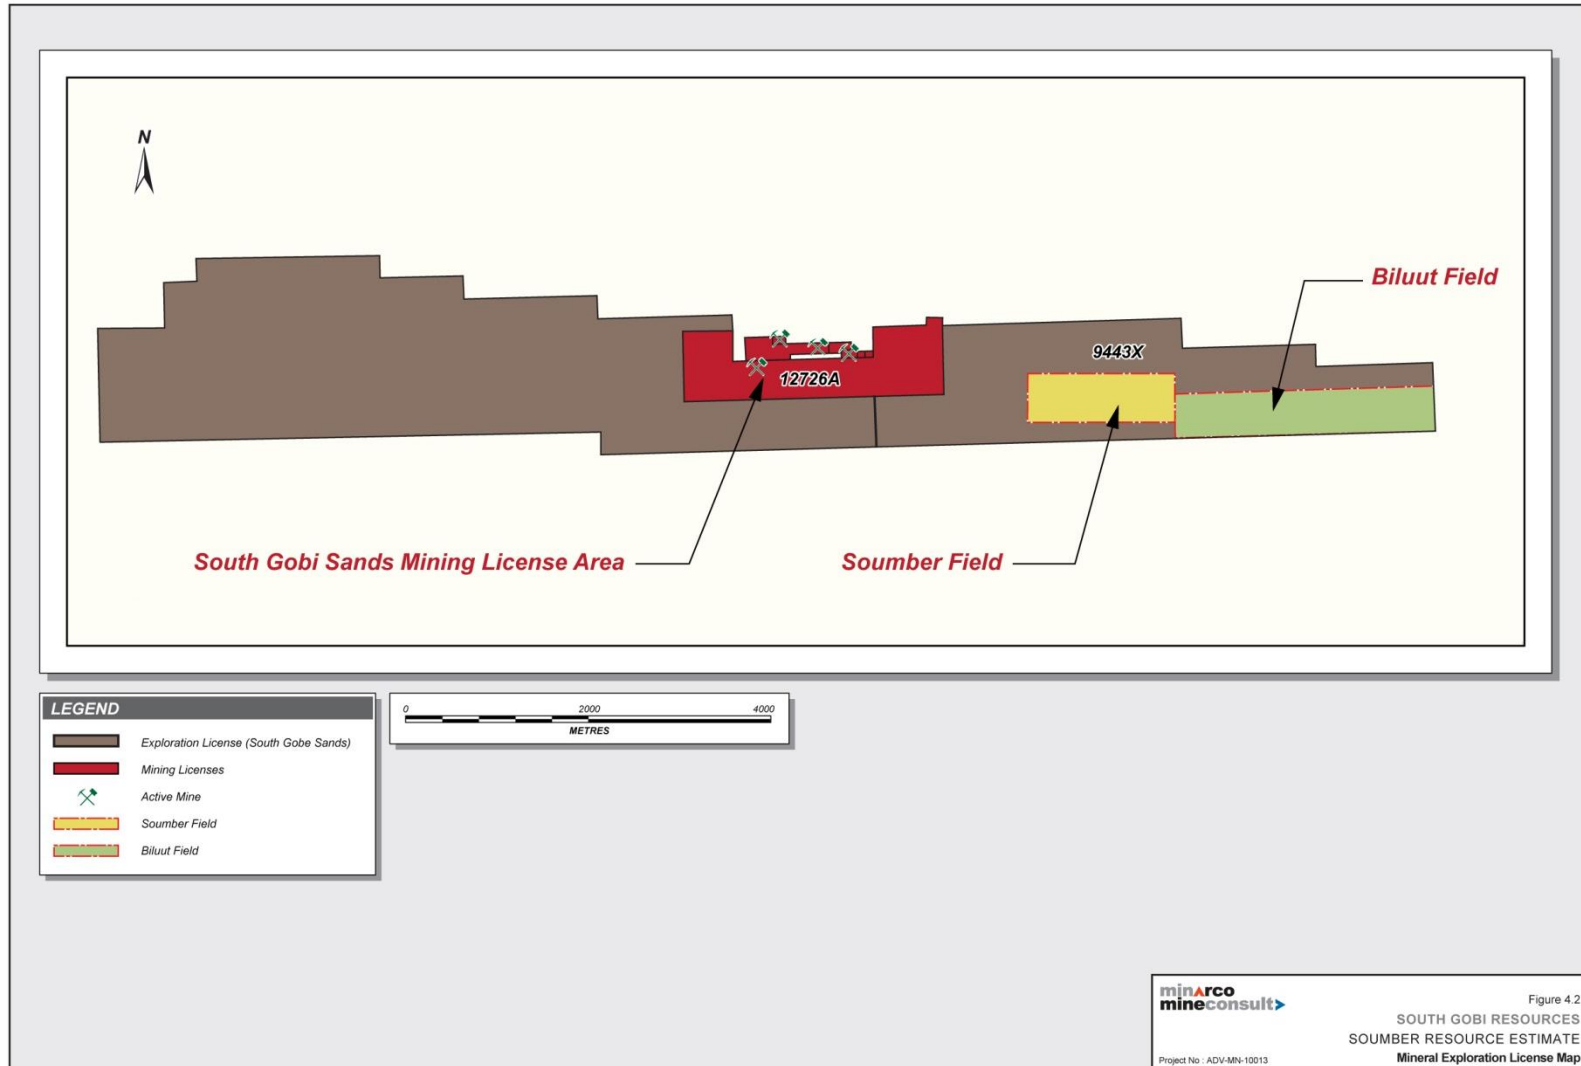 N
Biluut Field
9443X
12726A
South Gobi Sands Mining License Area
Soumber Field
LEGEND
Exploration License (South Gobe Sands)
Mining Licenses
Active Mine
Soumber Field
Biluut Field
0 2000 4000
METRES
minarco
mineconsult
Figure 4.2
SOUTH GOBI RESOURCES
SOUMBER RESOURCE ESTIMATE
Project No : ADV-MN-10013
Mineral Exploration License Map